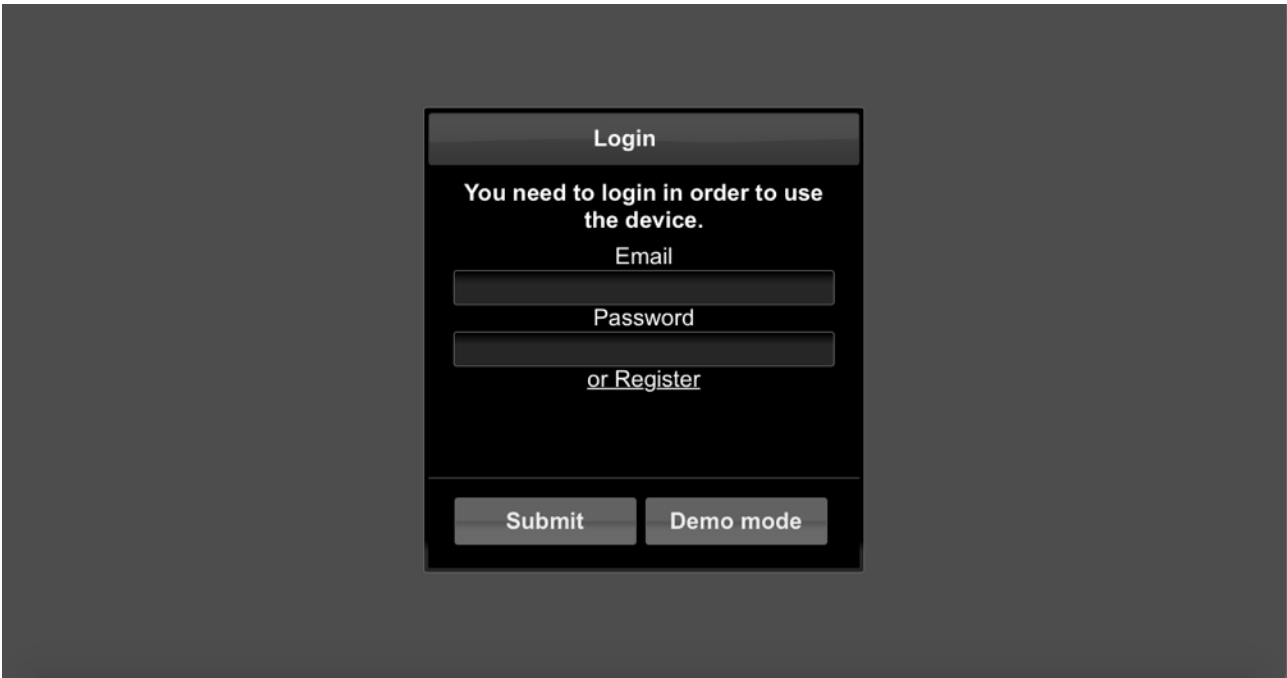 Login
You need to login in order to use
the device.
Email
Password
or Register
Submit Demo mode